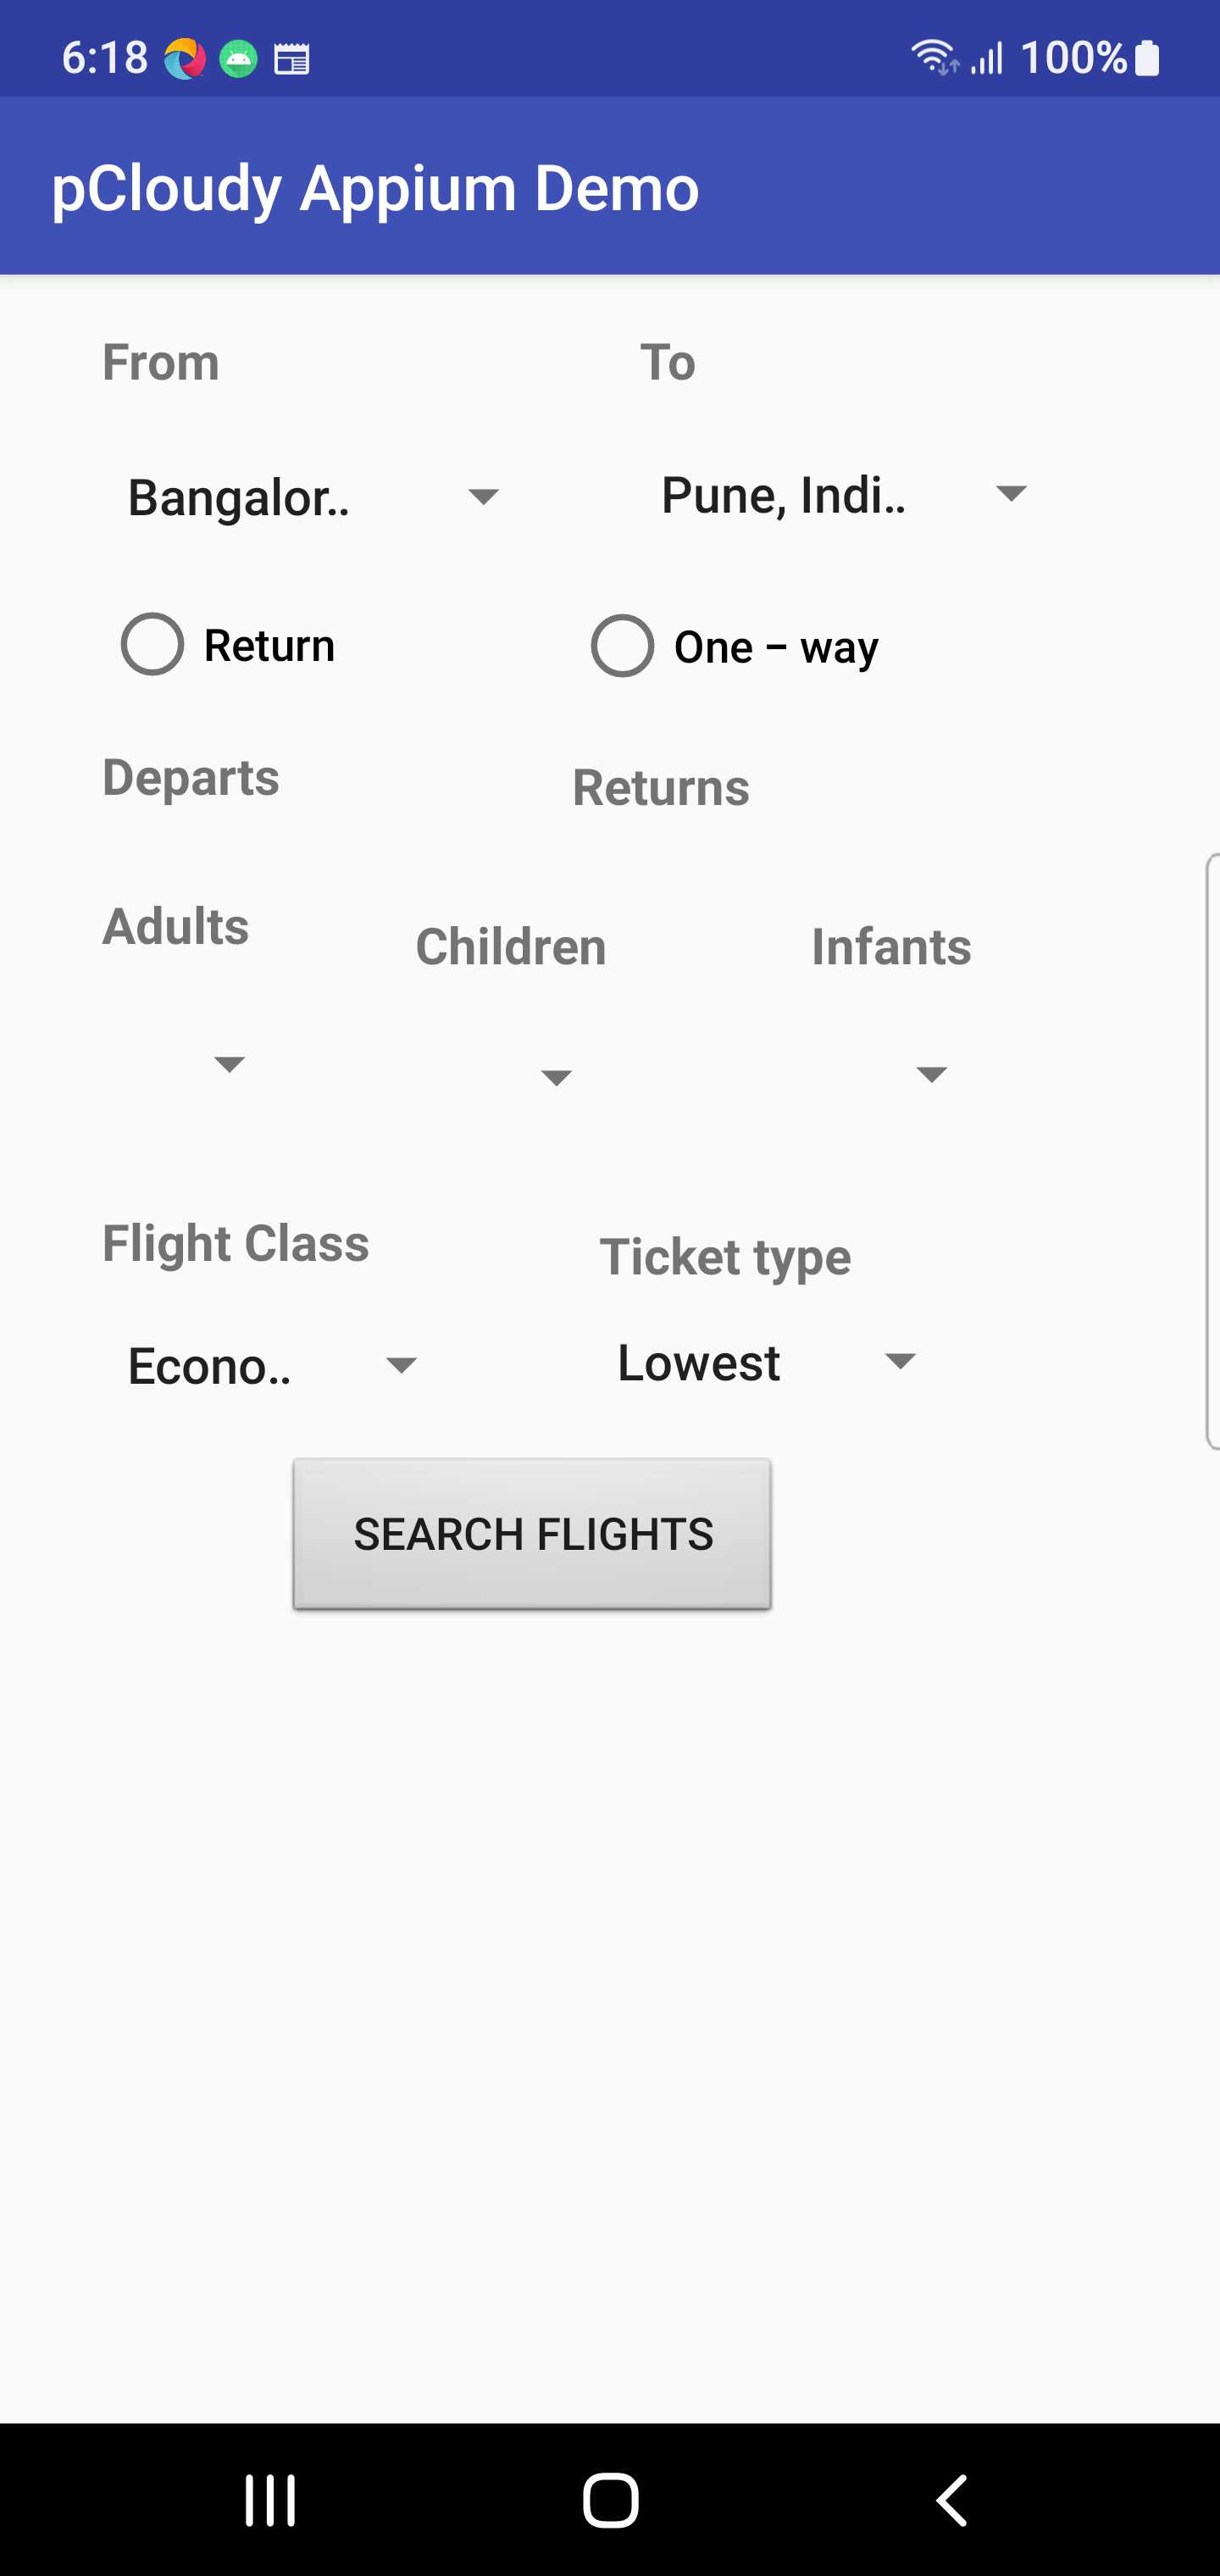 6:18 100%
pCloudy Appium Demo
From To
Bangalor.. Pune, Indi..
Return One - way
Departs Returns
Adults Children Infants
Flight Class Ticket type
Econo.. Lowest
SEARCH FLIGHTS